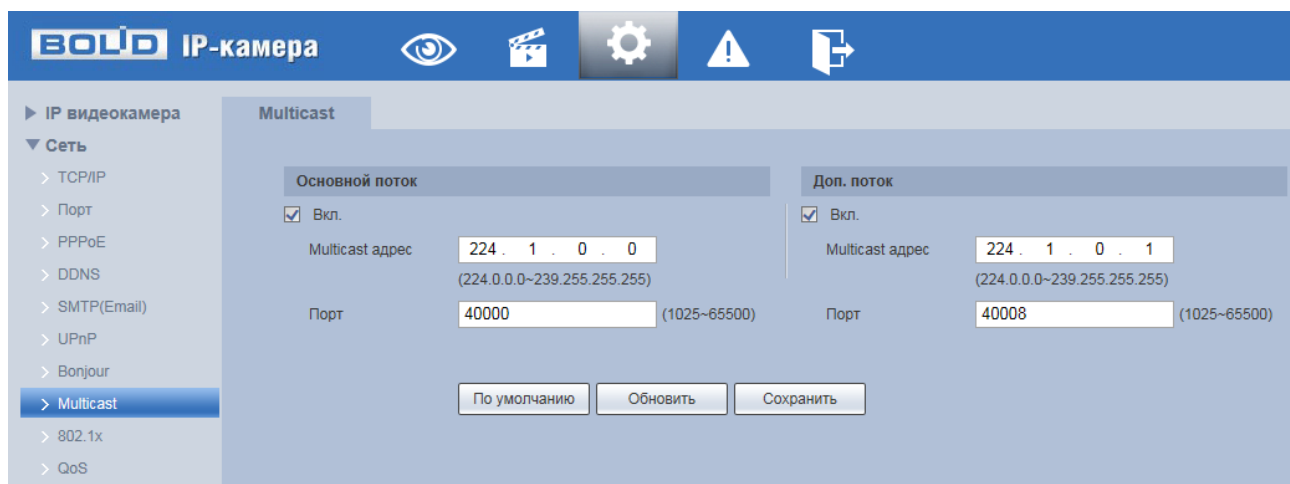 BOLID IP-камера
IP видеокамера
Сеть
TCP/IP
Порт
PPPoE
DDNS
SMTP(Email)
UPnP
Bonjour
Multicast
802.1x
QoS
Multicast
Основной поток
Вкл.
Multicast адрес 224. 1 . 0 . 0
(224.0.0.0~239.255.255.255)
Порт 40000 (1025~65500)
Доп. поток
Вкл.
Multicast адрес 224. 1 . 0 . 1
(224.0.0.0~239.255.255.255)
Порт 40008 (1025~65500)
По умолчанию Обновить Сохранить